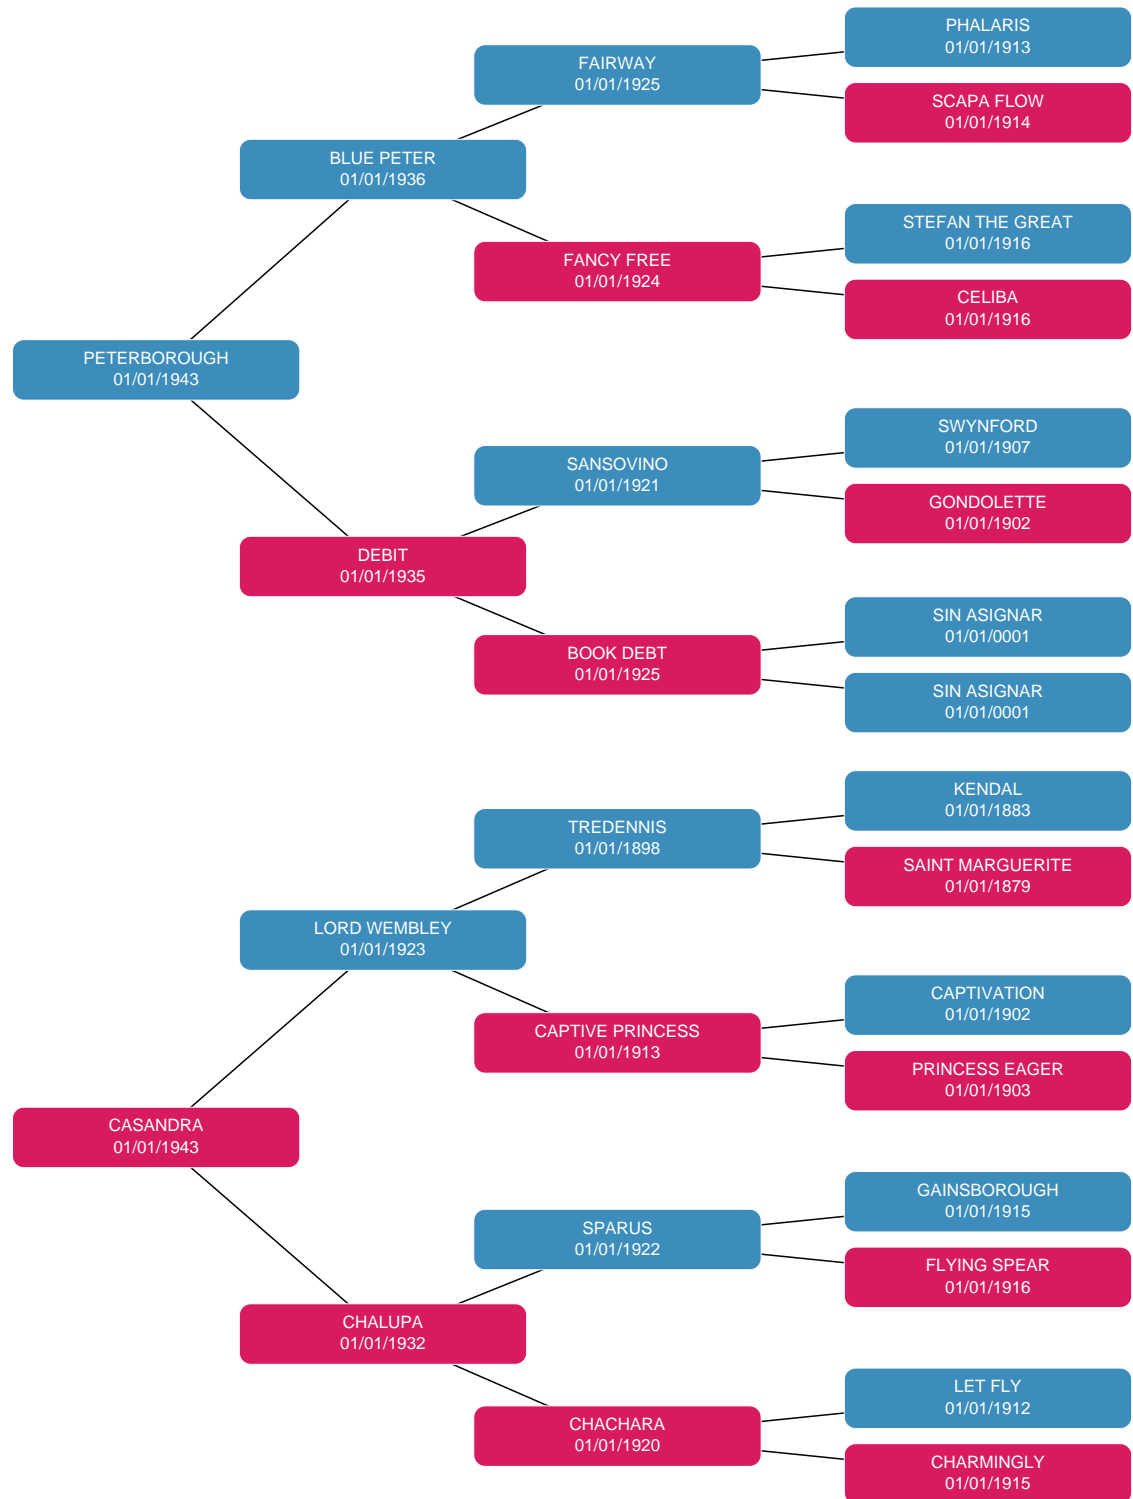 PHALARIS
01/01/1913
FAIRWAY
01/01/1925
SCAPA FLOW
01/01/1914
BLUE PETER
01/01/1936
STEFAN THE GREAT
01/01/1916
FANCY FREE
01/01/1924
CELIBA
01/01/1916
PETERBOROUGH
01/01/1943
SWYNFORD
01/01/1907
SANSOVINO
01/01/1921
GONDOLETTE
01/01/1902
DEBIT
01/01/1935
SIN ASIGNAR
01/01/0001
BOOK DEBT
01/01/1925
SIN ASIGNAR
01/01/0001
KENDAL
01/01/1883
TREDENNIS
01/01/1898
SAINT MARGUERITE
01/01/1879
LORD WEMBLEY
01/01/1923
CAPTIVATION
01/01/1902
CAPTIVE PRINCESS
01/01/1913
PRINCESS EAGER
01/01/1903
CASANDRA
01/01/1943
GAINSBOROUGH
01/01/1915
SPARUS
01/01/1922
FLYING SPEAR
01/01/1916
CHALUPA
01/01/1932
LET FLY
01/01/1912
CHACHARA
01/01/1920
CHARMINGLY
01/01/1915